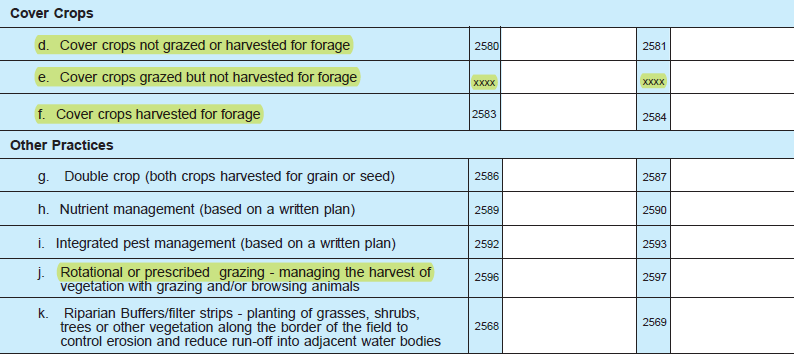 Cover Crops
d. Cover crops not grazed or harvested for forage 2580 2581
e. Cover crops grazed but not harvested for forage xxxx xxxx
f. Cover crops harvested for forage 2583 2584
Other Practices
g. Double crop (both crops harvested for grain or seed) 2586 2587
h. Nutrient management (based on a written plan) 2589 2590
i. Integrated pest management (based on a written plan) 2592 2593
j. Rotational or prescribed grazing - managing the harvest of
vegetation with grazing and/or browsing animals 2596 2597
k. Riparian Buffers/filter strips - planting of grasses, shrubs,
trees or other vegetation along the border of the field to 2568 2569
control erosion and reduce run-off into adjacent water bodies